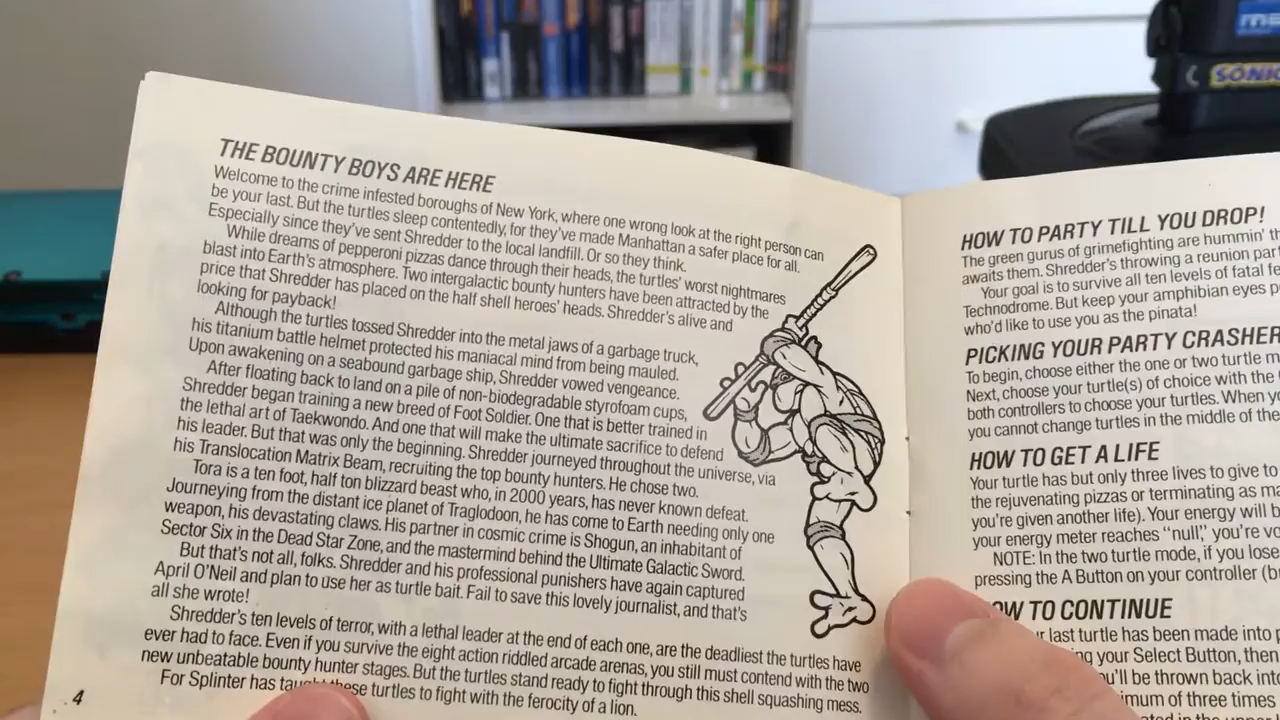 THE BOUNTY BOYS ARE HERE
Welcome to the crime infested boroughs of New York, where one wrong look at the right person can
be your last. But the turtles sleep contentedly, for they've made Manhattan a safer place for all.
Especially since they've sent Shredder to the local landfill. Or so they think.
While dreams of pepperoni pizzas dance through their heads, the turtles' worst nightmares
blast into Earth's atmosphere. Two intergalactic bounty hunters have been attracted by the
price that Shredder has placed on the half shell heroes' heads. Shredder's alive and
looking for payback!
Although the turtles tossed Shredder into the metal jaws of a garbage truck,
his titanium battle helmet protected his maniacal mind from being mauled.
Upon awakening on a seabound garbage ship, Shredder vowed vengeance.
After floating back to land on a pile of non-biodegradable styrofoam cups,
Shredder began training a new breed of Foot Soldier. One that is better trained in
the lethal art of Taekwondo. And one that will make the ultimate sacrifice to defend
his leader. But that was only the beginning. Shredder journeyed throughout the universe, via
his Translocation Matrix Beam, recruiting the top bounty hunters. He chose two.
Tora is a ten foot, half ton blizzard beast who, in 2000 years, has never known defeat.
Journeying from the distant ice planet of Traglodoon, he has come to Earth needing only one
weapon, his devastating claws. His partner in cosmic crime is Shogun, an inhabitant of
Sector Six in the Dead Star Zone, and the mastermind behind the Ultimate Galactic Sword.
But that's not all, folks. Shredder and his professional punishers have again captured
April O'Neil and plan to use her as turtle bait. Fail to save this lovely journalist, and that's
all she wrote!
Shredder's ten levels of terror, with a lethal leader at the end of each one, are the deadliest the turtles have
ever had to face. Even if you survive the eight action riddled arcade arenas, you still must contend with the two
new unbeatable bounty hunter stages. But the turtles stand ready to fight through this shell squashing mess.
For Splinter has taught these turtles to fight with the ferocity of a lion.
4
HOW TO PARTY TILL YOU DROP!
The green gurus of grimefighting are hummin'
awaits them. Shredder's throwing a reunion
Your goal is to survive all ten levels of fatal
Technodrome. But keep your amphibian eyes
who'd like to use you as the pinata!
PICKING YOUR PARTY CRASHER
To begin, choose either the one or two turtle
Next, choose your turtle(s) of choice with the
both controllers to choose your turtles. When
you cannot change turtles in the middle of the
HOW TO GET A LIFE
Your turtle has but only three lives to give to
the rejuvenating pizzas or terminating as
you're given another life). Your energy will
your energy meter reaches "null," you're
NOTE: In the two turtle mode, if you lose
pressing the A Button on your controller
HOW TO CONTINUE
last turtle has been made into
your Select Button, then
you'll be thrown back into
of three times
in the upper
SONIC